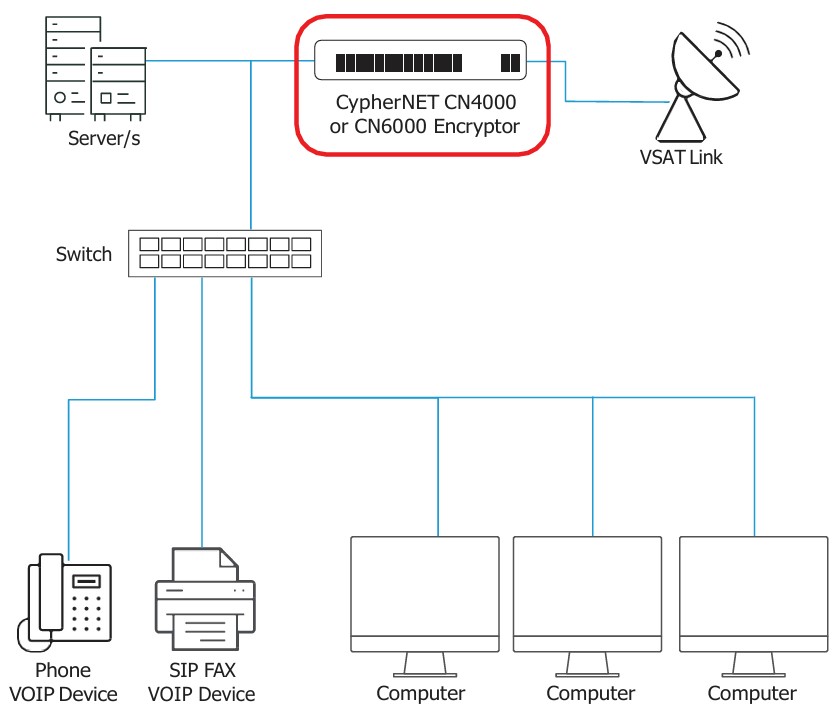 Server/s
CypherNET CN4000
or CN6000 Encryptor
VSAT Link
Switch
Phone
VOIP Device
SIP FAX
VOIP Device
Computer
Computer
Computer